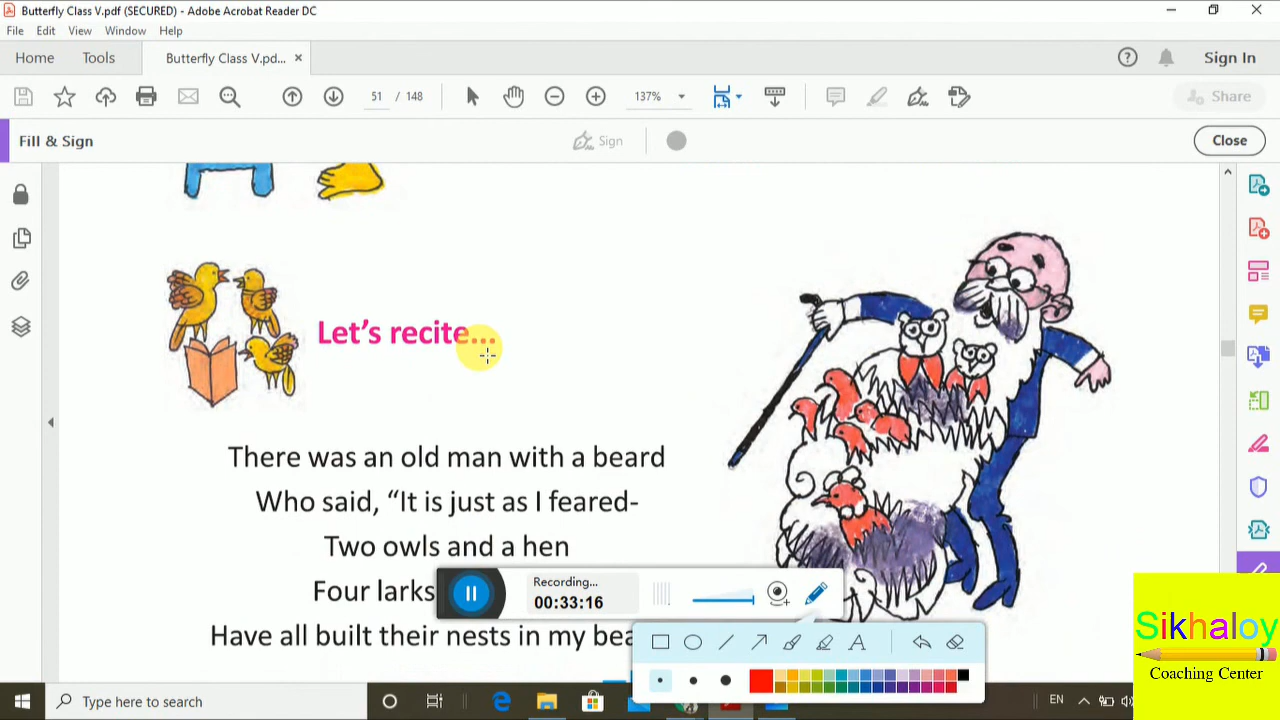 Butterfly Class V.pdf (SECURED) - Adobe Acrobat Reader DC
File Edit View Window Help
Home Tools Butterfly Class V.pd... × Sign In
51 / 148 137% Share
Fill & Sign Sign Close
Let's recite...
There was an old man with a beard
Who said, “It is just as I feared-
Two owls and a hen
Four larks
Have all built their nests in my
Recording...
00:33:16
A
Sikhaloy
Coaching Center
Type here to search EN